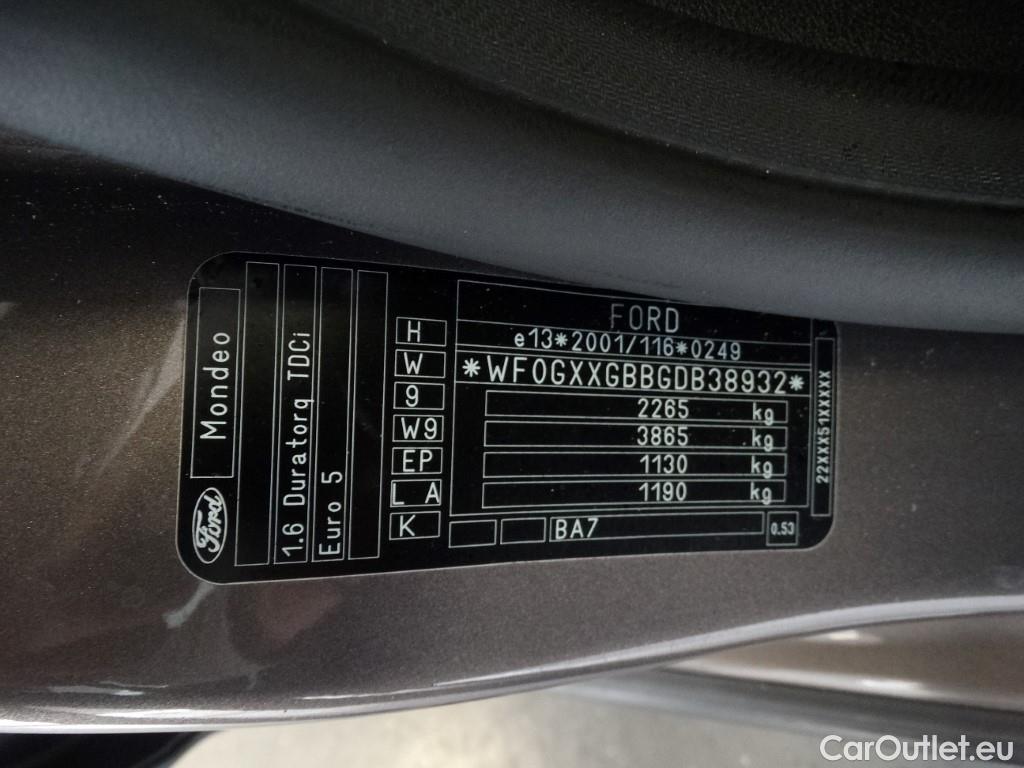 FORD
e13*2001/116*0249
*WF0GXXGBBGDB38932*
2265 kg
3865 kg
1130 kg
1190 kg
BA7
0.53
22XXX51XXXXX
H
W
9
W9
EP
L A
K
Ford
Mondeo
1.6 Duratorq TDCi
Euro 5
CarOutlet.eu